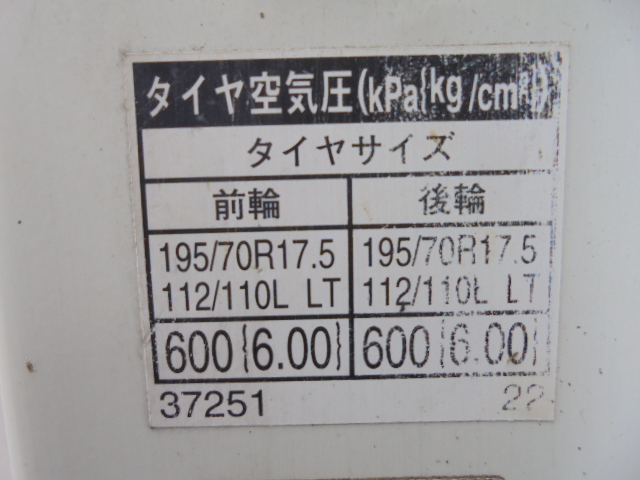 タイヤ空気圧(kPa{kg/cm²})
タイヤサイズ
前輪 後輪
195/70R17.5 195/70R17.5
112/110L LT 112/110L LT
600{6.00} 600{6.00}
37251 22